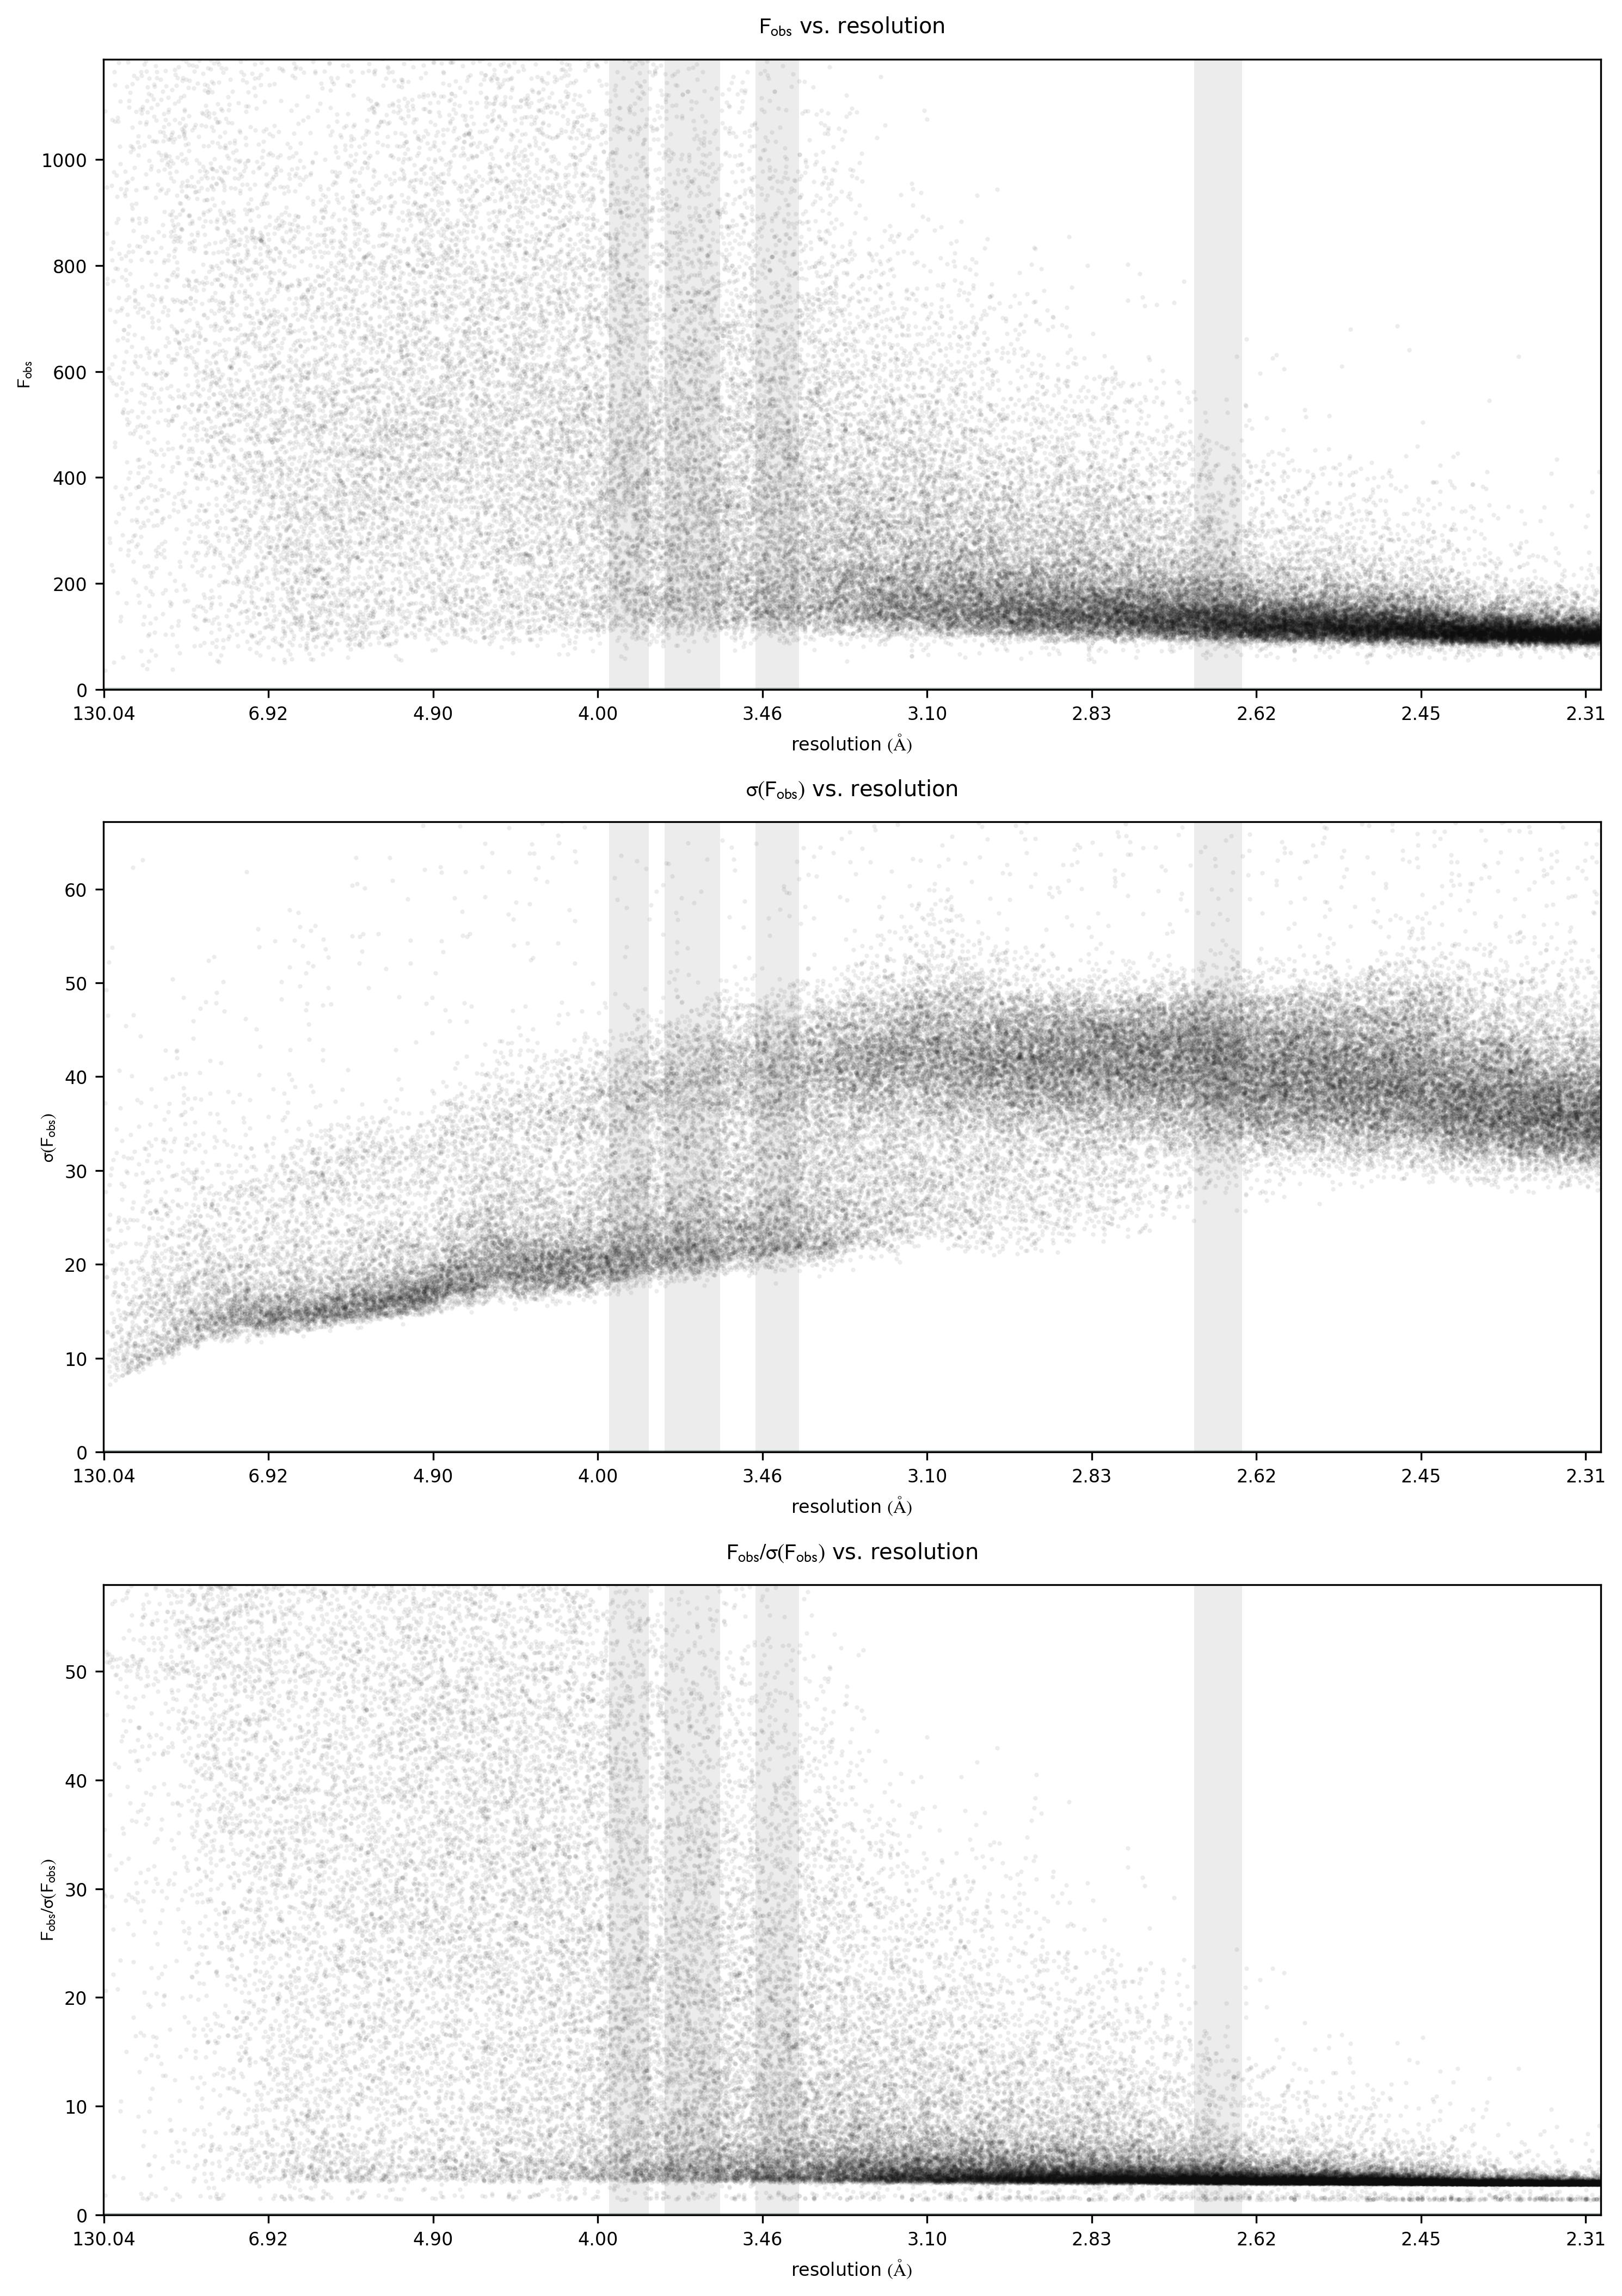 Fobs vs. resolution
1000
800
600
400
200
0
Fobs
130.04 6.92 4.90 4.00 3.46 3.10 2.83 2.62 2.45 2.31
resolution (Å)
σ(Fobs) vs. resolution
60
50
40
30
20
10
0
σ(Fobs)
130.04 6.92 4.90 4.00 3.46 3.10 2.83 2.62 2.45 2.31
resolution (Å)
Fobs/σ(Fobs) vs. resolution
50
40
30
20
10
0
Fobs/σ(Fobs)
130.04 6.92 4.90 4.00 3.46 3.10 2.83 2.62 2.45 2.31
resolution (Å)